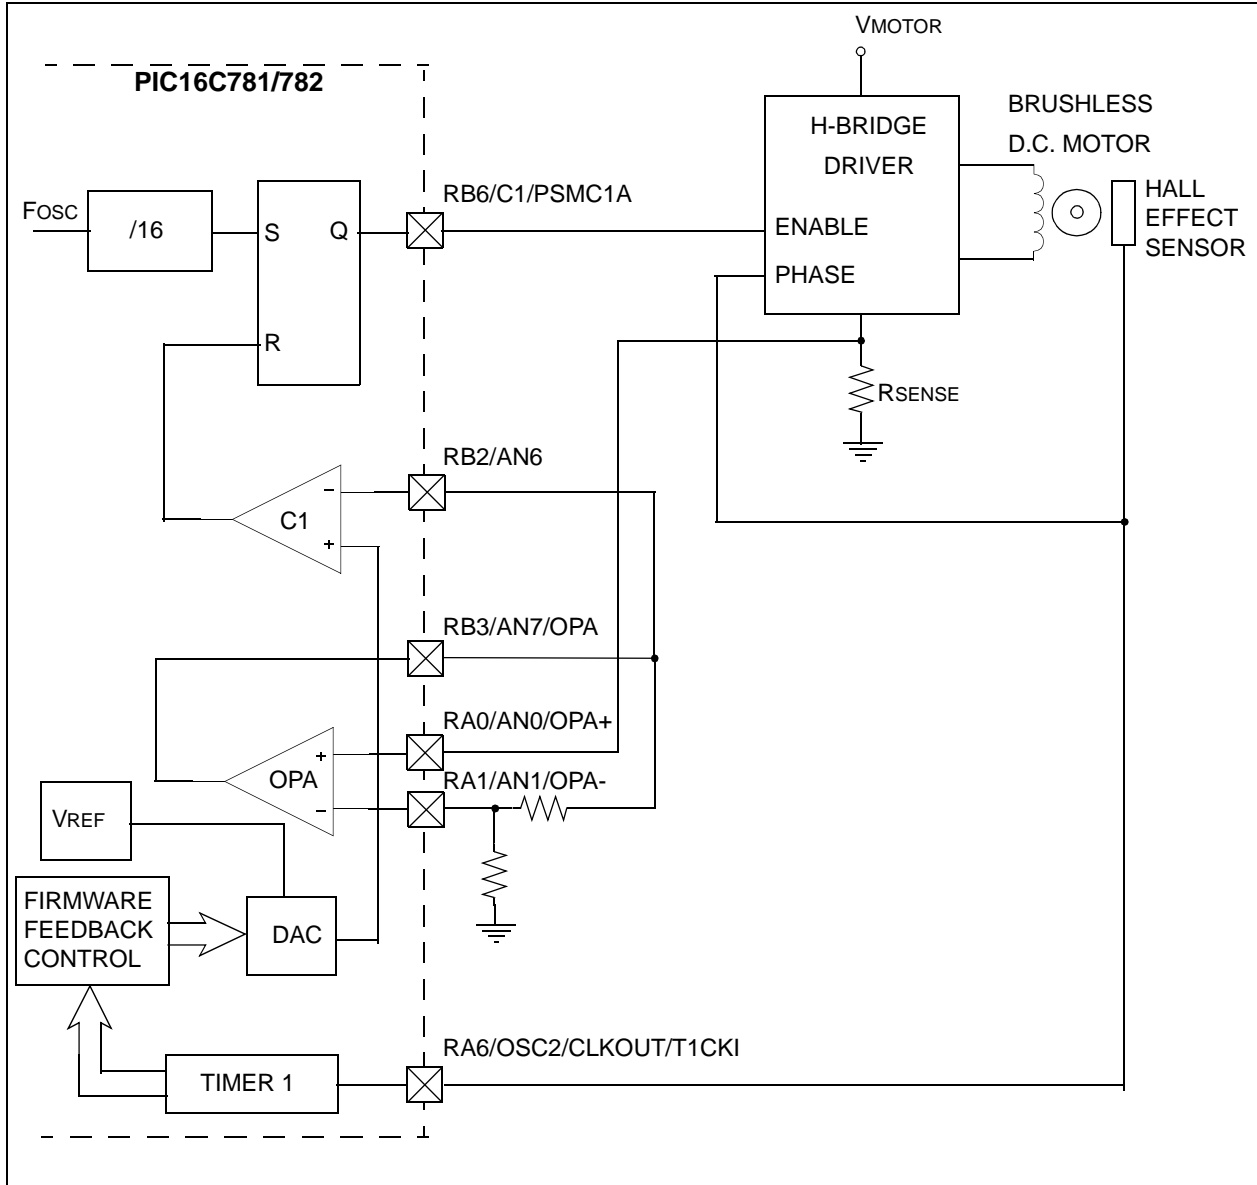 VMOTOR
PIC16C781/782
H-BRIDGE
DRIVER
BRUSHLESS
D.C. MOTOR
HALL
EFFECT
SENSOR
RB6/C1/PSMC1A
FOSC
/16
S
Q
R
ENABLE
PHASE
RSENSE
RB2/AN6
−
C1
+
RB3/AN7/OPA
RA0/AN0/OPA+
+
OPA
−
RA1/AN1/OPA-
VREF
FIRMWARE
FEEDBACK
CONTROL
DAC
RA6/OSC2/CLKOUT/T1CKI
TIMER 1